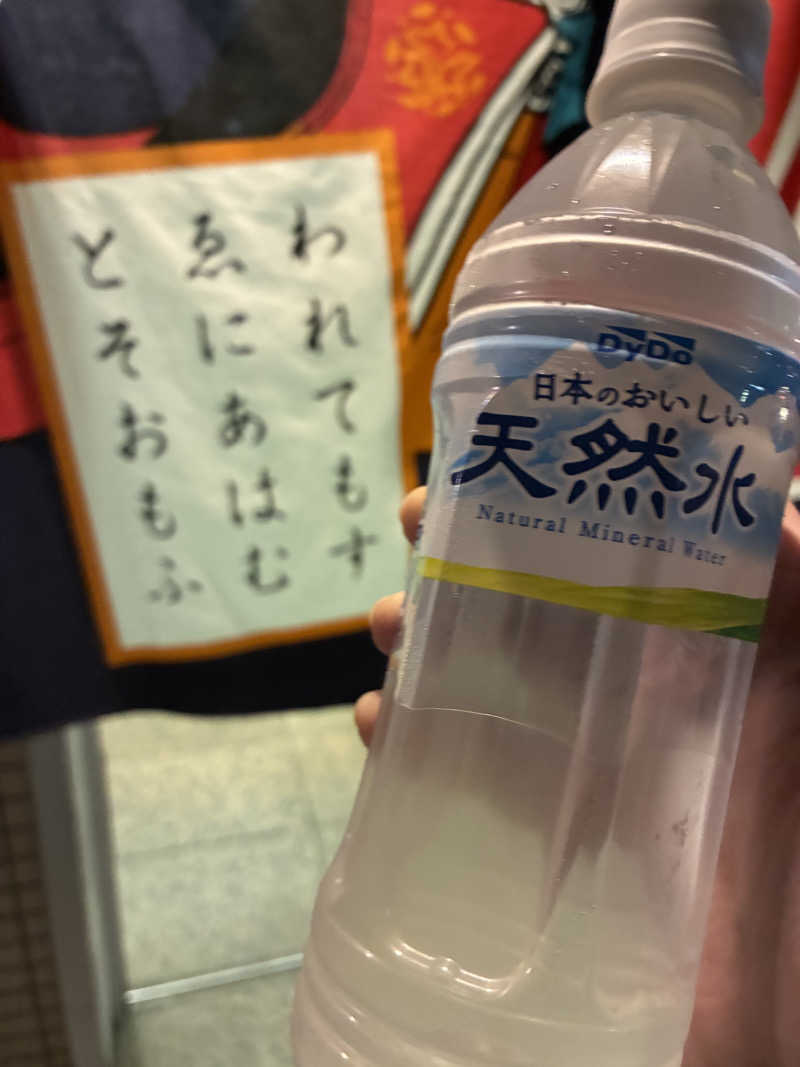 われてもす
ゑにあはむ
とそおもふ
DyDo
日本のおいしい
天然水
Natural Mineral Water